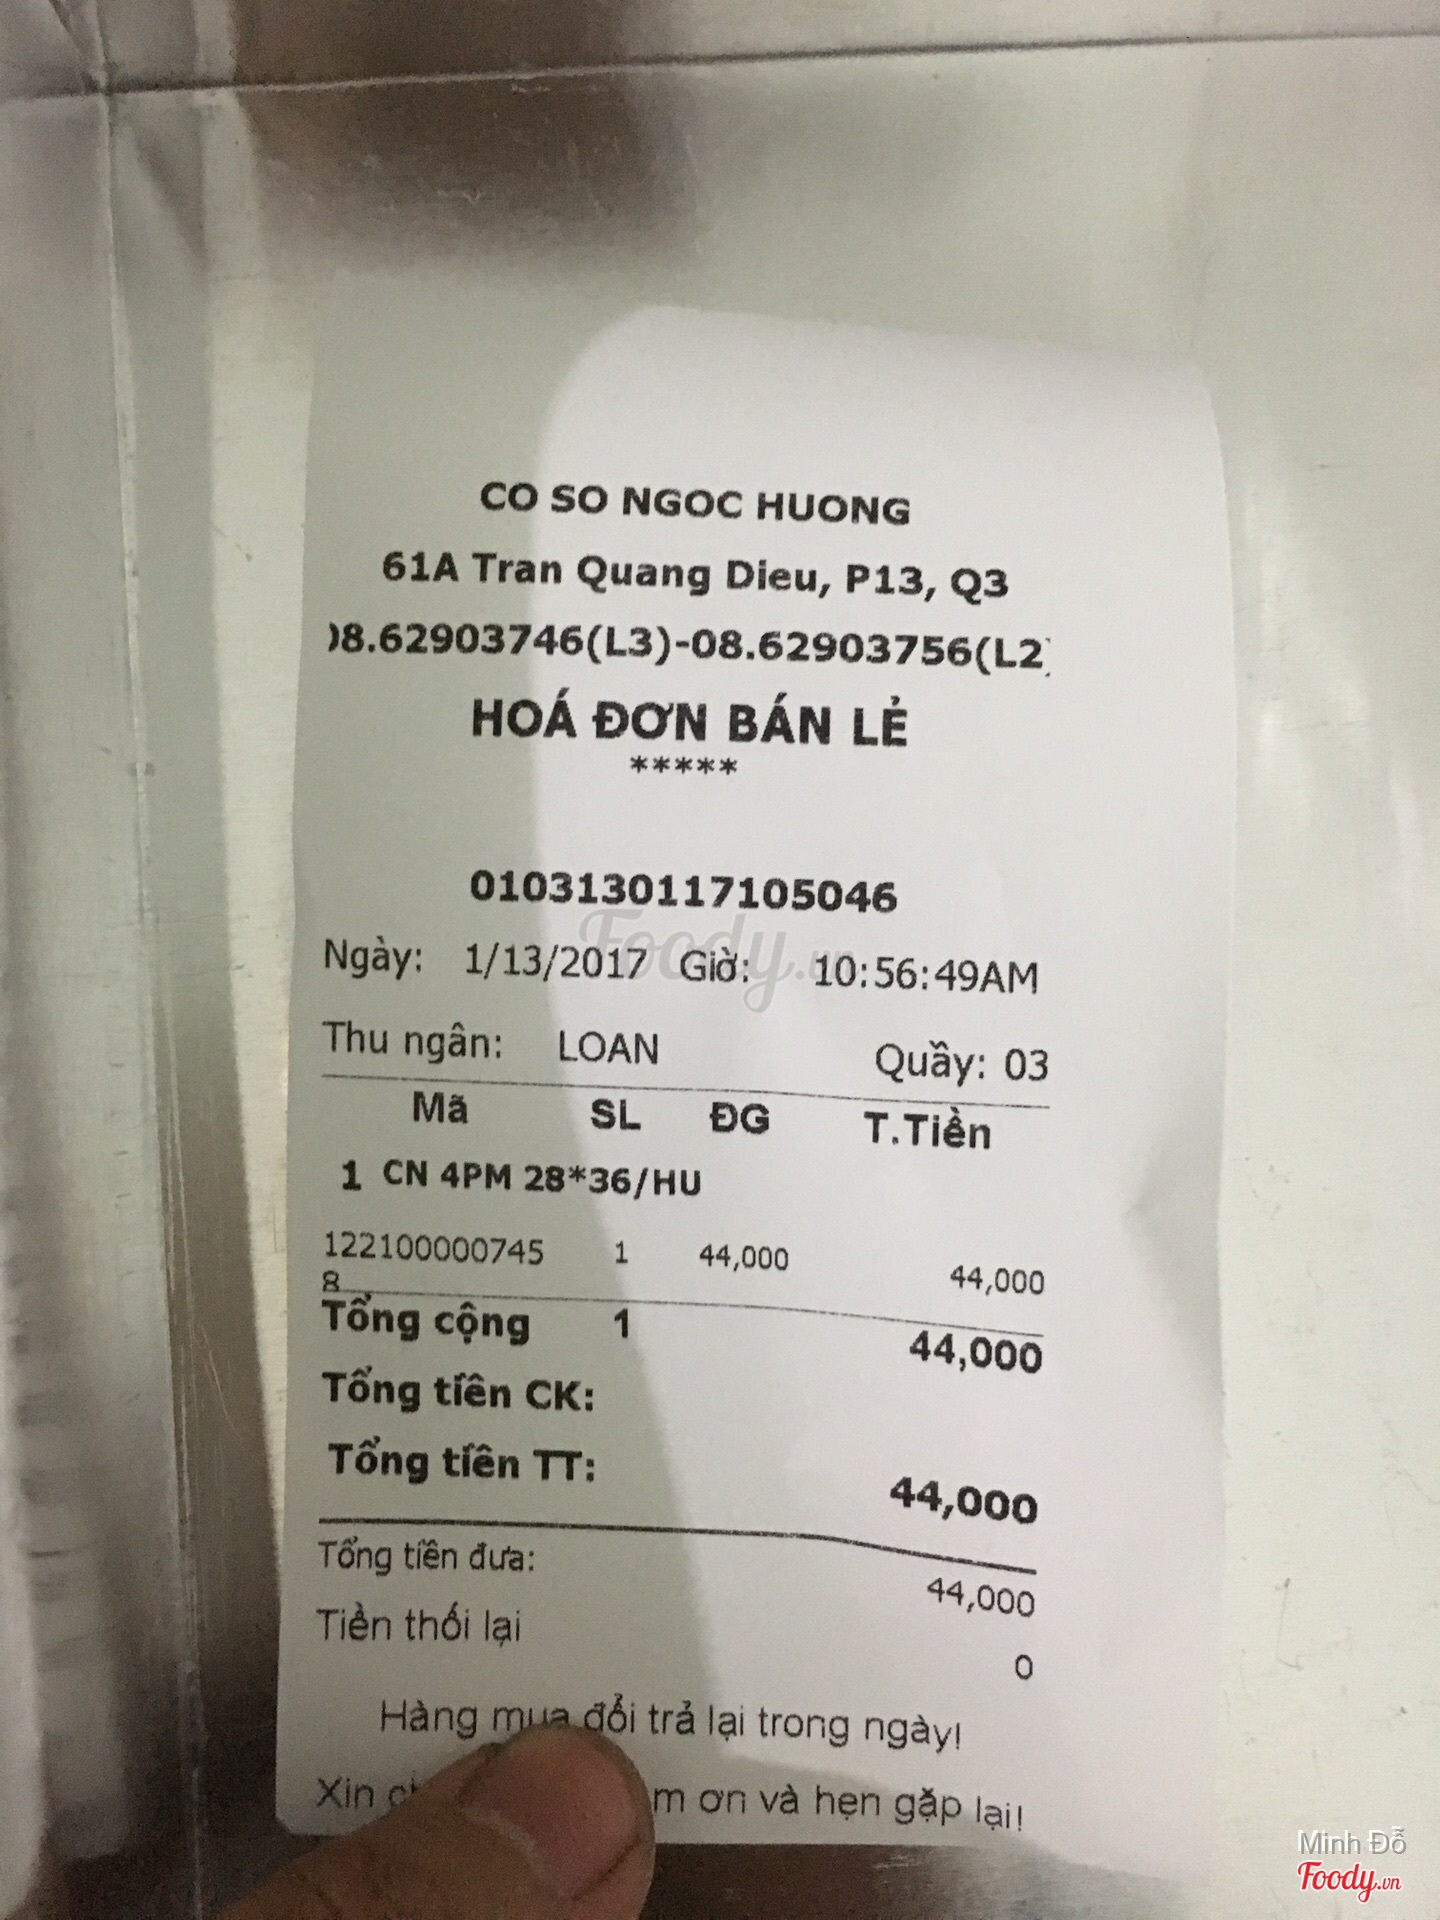 CO SO NGOC HUONG
61A Tran Quang Dieu, P13, Q3
)8.62903746(L3)-08.62903756(L2)
HOÁ ĐƠN BÁN LẺ
*****
0103130117105046
Ngày: 1/13/2017 Giờ: 10:56:49AM
Thu ngân: LOAN Quầy: 03
Mã SL ĐG T.Tiền
1 CN 4PM 28*36/HU
122100000745 1 44,000 44,000
8
Tổng cộng 1 44,000
Tổng tiền CK:
Tổng tiền TT: 44,000
Tổng tiền đưa: 44,000
Tiền thối lại 0
Hàng mua đổi trả lại trong ngày!
Xin ơn và hẹn gặp lại!
Foody.vn
Minh Đỗ
Foody.vn